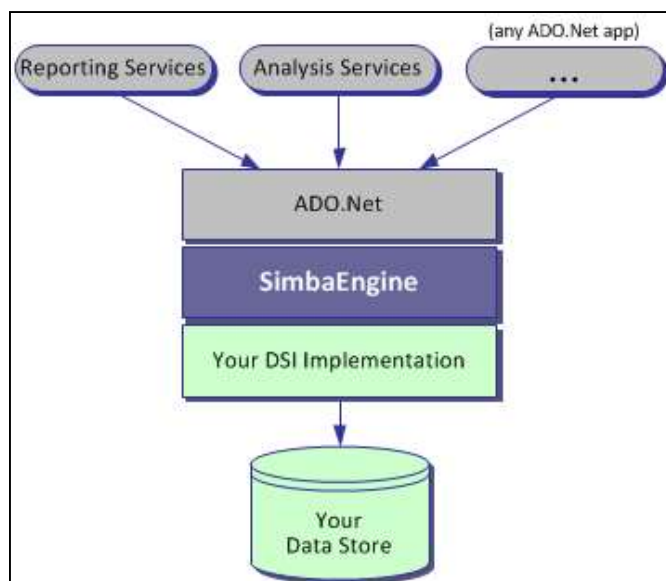 (any ADO.Net app)
Reporting Services
Analysis Services
...
ADO.Net
SimbaEngine
Your DSI Implementation
Your
Data Store